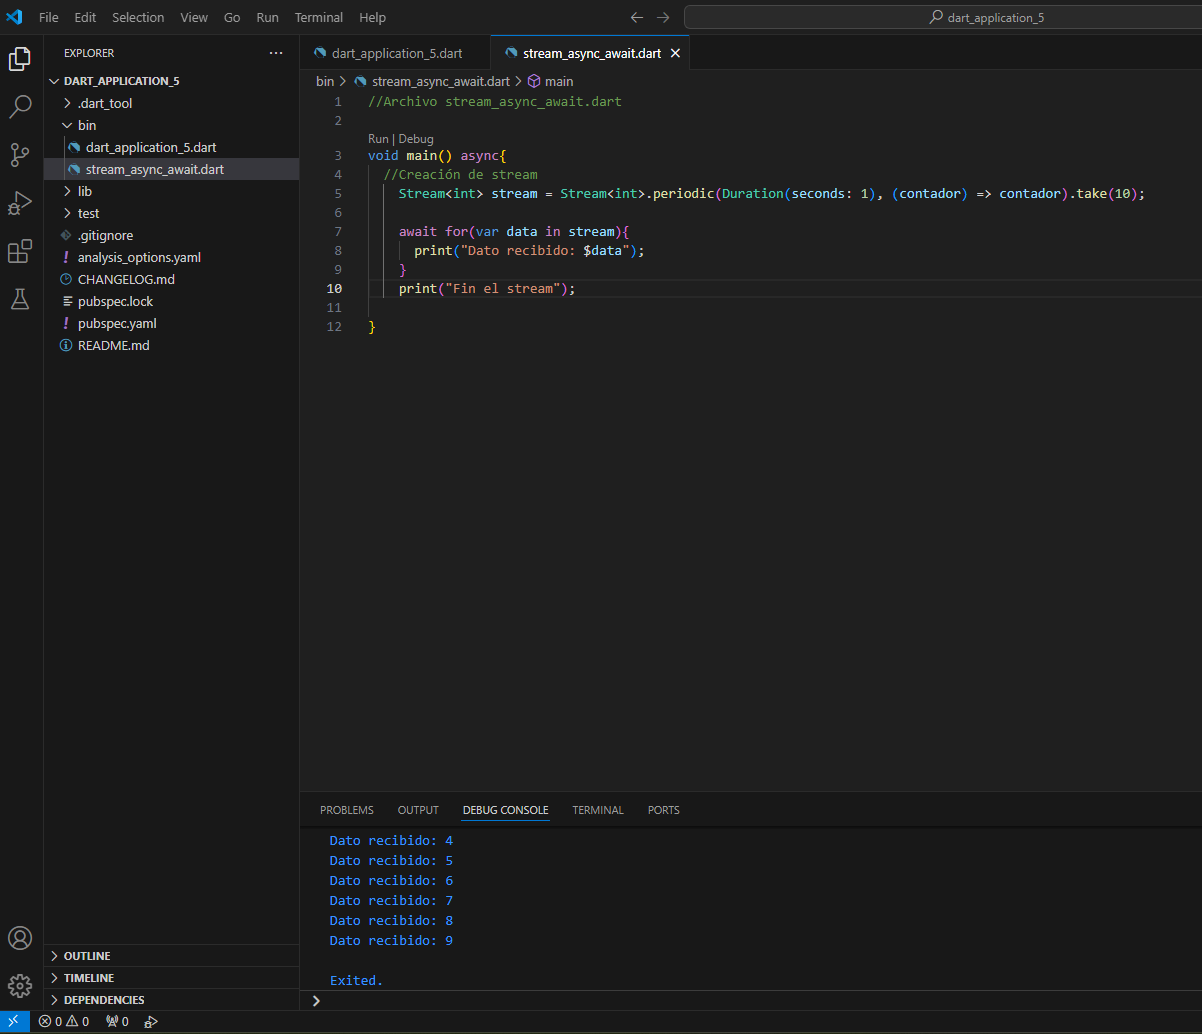 File Edit Selection View Go Run Terminal Help
dart_application_5
EXPLORER
DART_APPLICATION_5
.dart_tool
bin
dart_application_5.dart
stream_async_await.dart
lib
test
.gitignore
analysis_options.yaml
CHANGELOG.md
pubspec.lock
pubspec.yaml
README.md
OUTLINE
TIMELINE
DEPENDENCIES
dart_application_5.dart stream_async_await.dart
bin > stream_async_await.dart > main
1 //Archivo stream_async_await.dart
2
Run | Debug
3 void main() async{
4 //Creación de stream
5 Stream<int> stream = Stream<int>.periodic(Duration(seconds: 1), (contador) => contador).take(10);
6
7 await for(var data in stream){
8 print("Dato recibido: $data");
9 }
10 print("Fin el stream");
11
12 }
PROBLEMS OUTPUT DEBUG CONSOLE TERMINAL PORTS
Dato recibido: 4
Dato recibido: 5
Dato recibido: 6
Dato recibido: 7
Dato recibido: 8
Dato recibido: 9
Exited.
0 0 0